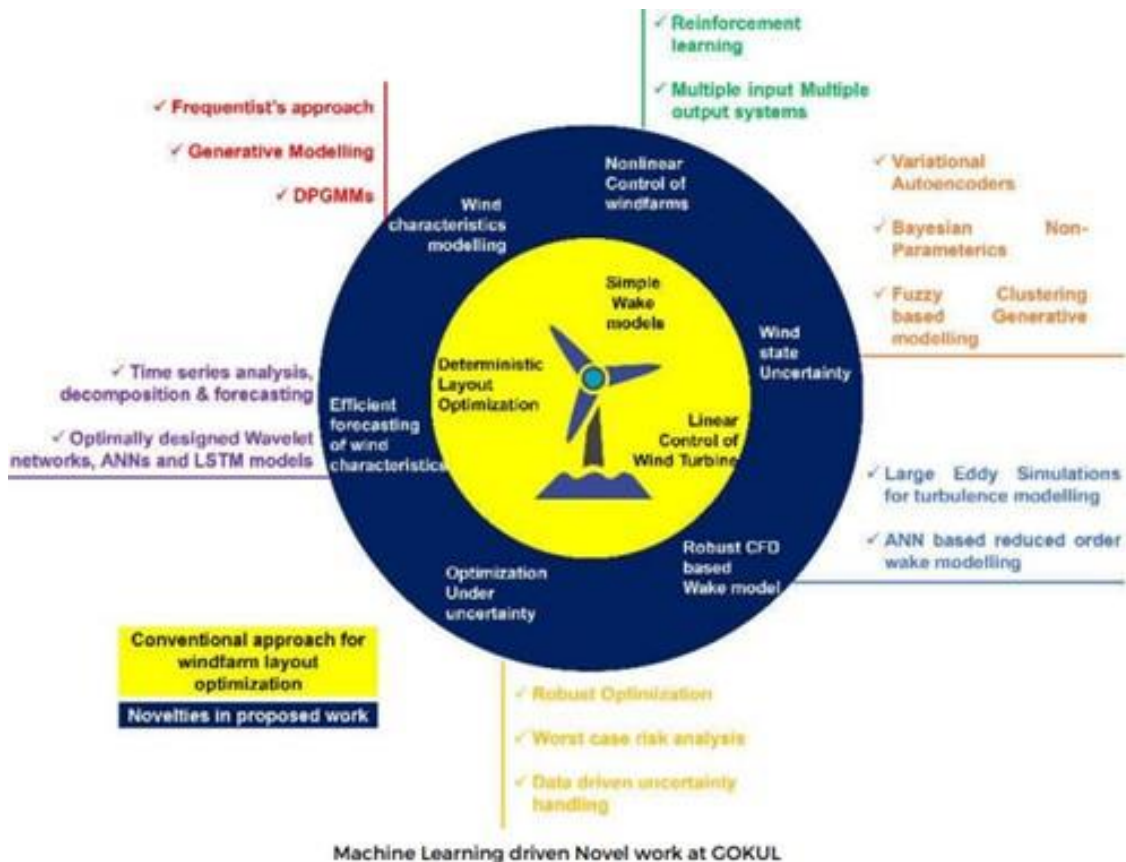 ✓ Reinforcement
learning
✓ Multiple input Multiple
output systems
✓ Frequentist's approach
✓ Generative Modelling
✓ DPGMMs
✓ Variational
Autoencoders
✓ Bayesian Non-
Parameterics
✓ Fuzzy Clustering
based Generative
modelling
Nonlinear
Control of
windfarms
Wind
characteristics
modelling
Simple
Wake
models
Wind
state
Uncertainty
Deterministic
Layout
Optimization
Linear
Control of
Wind Turbine
✓ Time series analysis,
decomposition & forecasting
✓ Optimally designed Wavelet
networks, ANNs and LSTM models
Efficient
forecasting
of wind
characteristics
✓ Large Eddy Simulations
for turbulence modelling
✓ ANN based reduced order
wake modelling
Robust CFD
based
Wake model
Optimization
Under
uncertainty
Conventional approach for
windfarm layout
optimization
Novelties in proposed work
✓ Robust Optimization
✓ Worst case risk analysis
✓ Data driven uncertainty
handling
Machine Learning driven Novel work at GOKUL